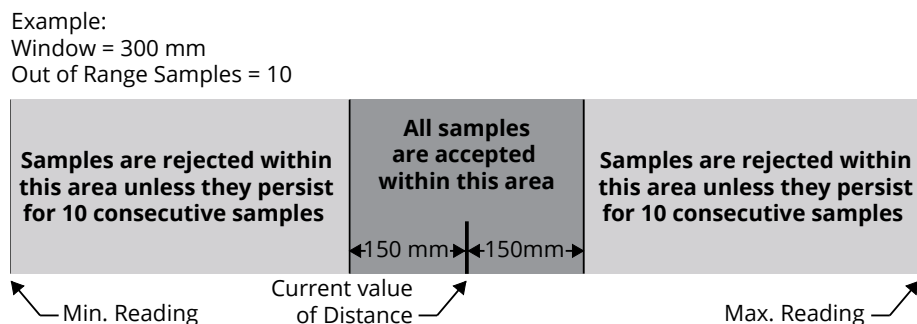 Example:
Window = 300 mm
Out of Range Samples = 10
Samples are rejected within
this area unless they persist
for 10 consecutive samples
All samples
are accepted
within this area
Samples are rejected within
this area unless they persist
for 10 consecutive samples
150 mm
150mm
Min. Reading
Current value
of Distance
Max. Reading